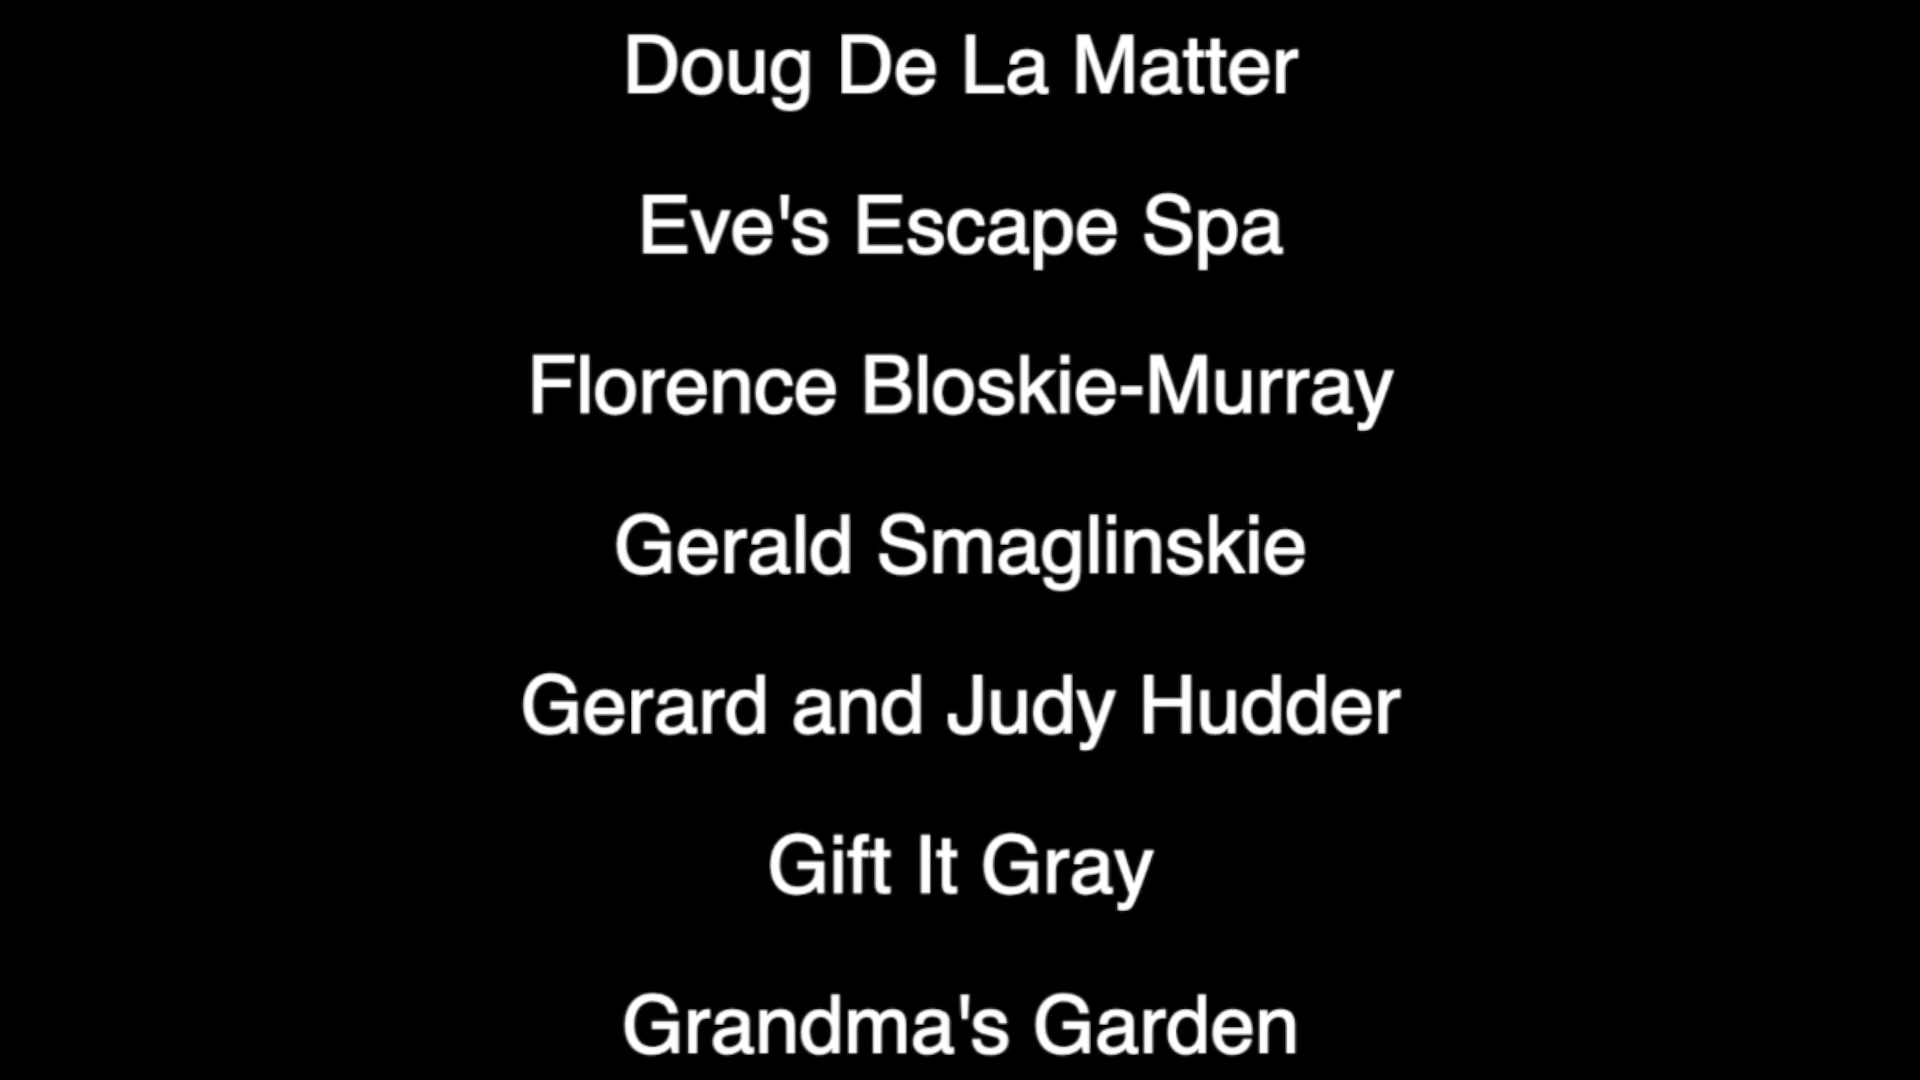 Doug De La Matter
Eve's Escape Spa
Florence Bloskie-Murray
Gerald Smaglinskie
Gerard and Judy Hudder
Gift It Gray
Grandma's Garden